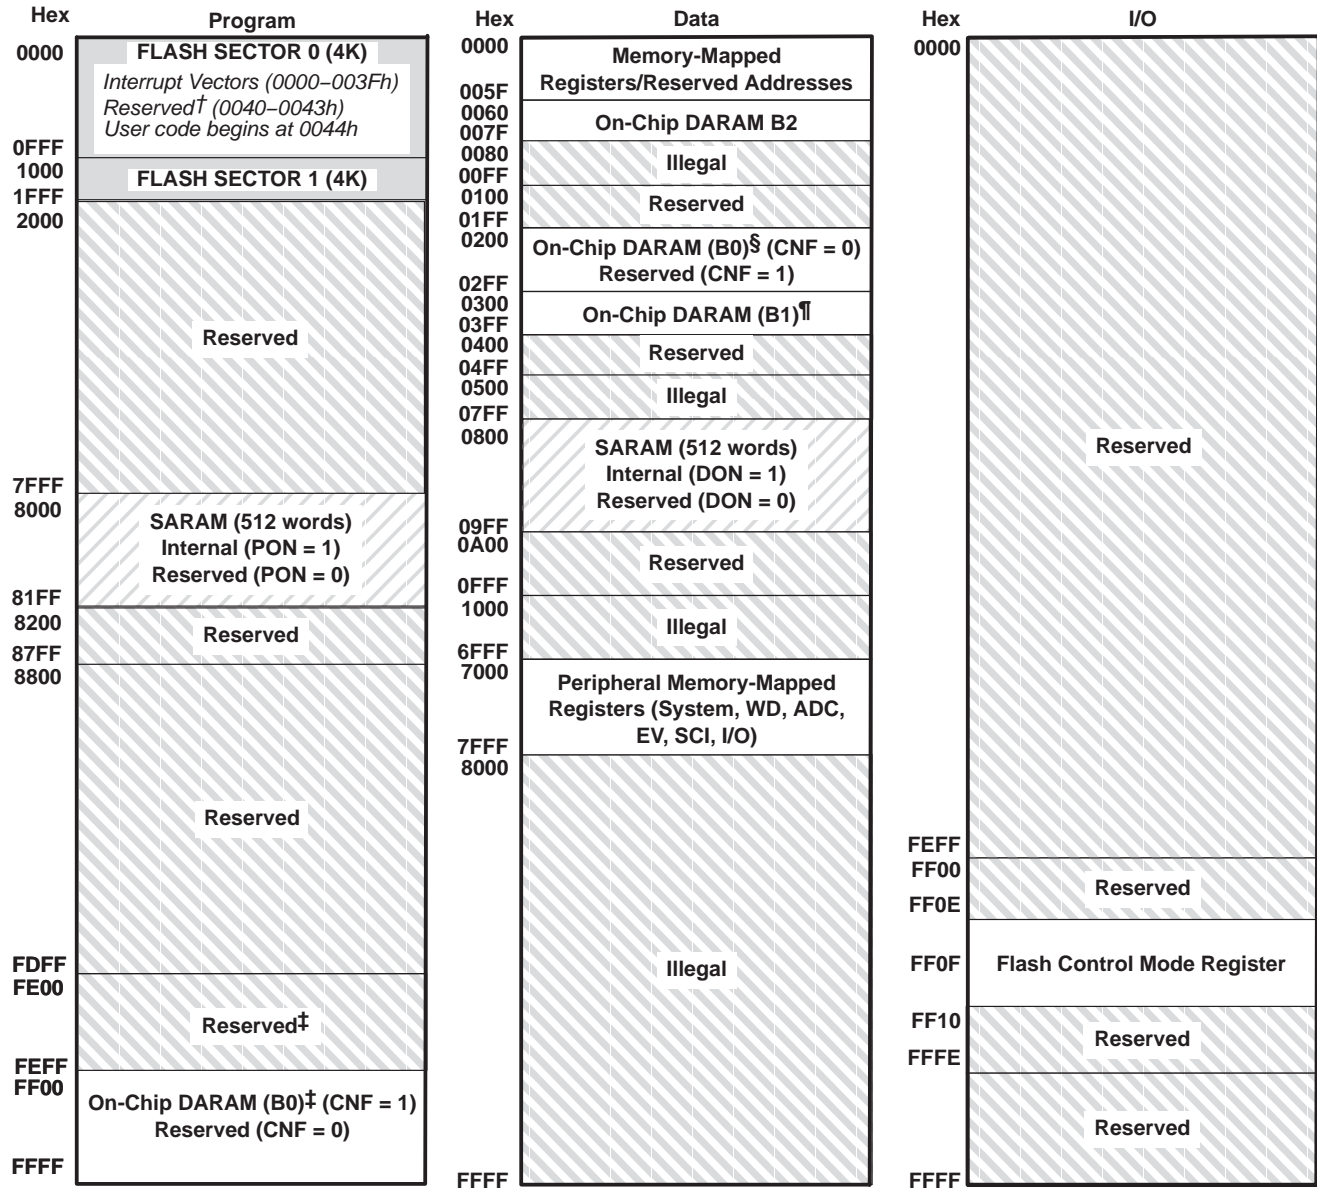 Hex Program
0000 FLASH SECTOR 0 (4K)
Interrupt Vectors (0000–003Fh)
Reserved† (0040–0043h)
User code begins at 0044h
0FFF
1000
FLASH SECTOR 1 (4K)
1FFF
2000
Reserved
7FFF
8000
SARAM (512 words)
Internal (PON = 1)
Reserved (PON = 0)
81FF
8200
Reserved
87FF
8800
Reserved
FDFF
FE00
Reserved‡
FEFF
FF00
On-Chip DARAM (B0)‡ (CNF = 1)
Reserved (CNF = 0)
FFFF
Hex Data
0000
Memory-Mapped
Registers/Reserved Addresses
005F
0060
On-Chip DARAM B2
007F
0080
Illegal
00FF
0100
Reserved
01FF
0200
On-Chip DARAM (B0)§ (CNF = 0)
Reserved (CNF = 1)
02FF
0300
On-Chip DARAM (B1)¶
03FF
0400
Reserved
04FF
0500
Illegal
07FF
0800
SARAM (512 words)
Internal (DON = 1)
Reserved (DON = 0)
09FF
0A00
Reserved
0FFF
1000
Illegal
6FFF
7000
Peripheral Memory-Mapped
Registers (System, WD, ADC,
EV, SCI, I/O)
7FFF
8000
Illegal
FFFF
Hex I/O
0000
Reserved
FEFF
FF00
Reserved
FF0E
FF0F Flash Control Mode Register
FF10
Reserved
FFFE
Reserved
FFFF